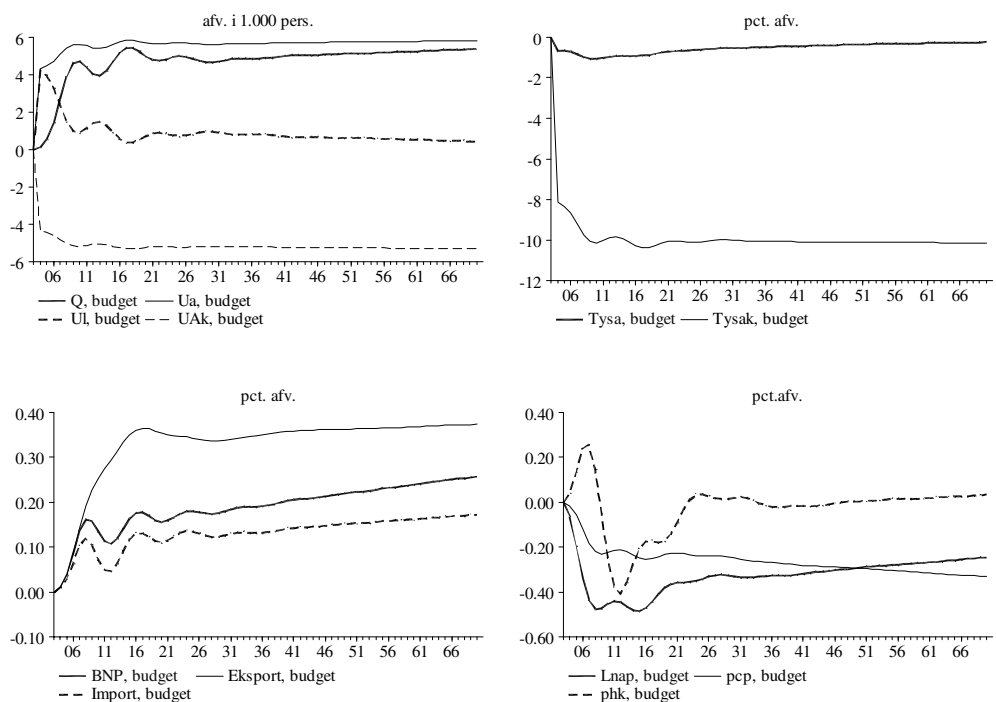 afv. i 1.000 pers.
6
4
2
0
-2
-4
-6
06 11 16 21 26 31 36 41 46 51 56 61 66
Q, budget Ua, budget
Ul, budget UAk, budget
pct. afv.
0
-2
-4
-6
-8
-10
-12
06 11 16 21 26 31 36 41 46 51 56 61 66
Tysa, budget Tysak, budget
pct. afv.
0.40
0.30
0.20
0.10
0.00
-0.10
06 11 16 21 26 31 36 41 46 51 56 61 66
BNP, budget Eksport, budget
Import, budget
pct.afv.
0.40
0.20
0.00
-0.20
-0.40
-0.60
06 11 16 21 26 31 36 41 46 51 56 61 66
Lnap, budget pcp, budget
phk, budget